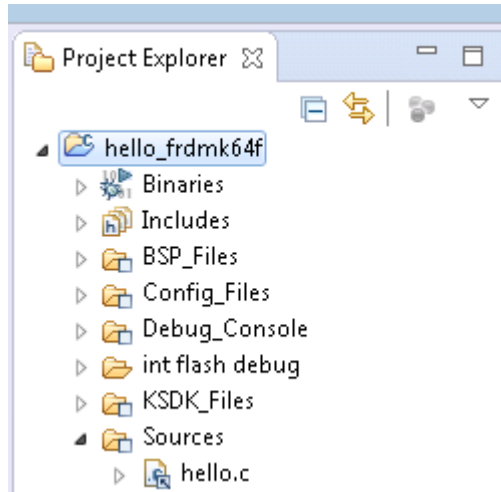 Project Explorer
hello_frdmk64f
Binaries
Includes
BSP_Files
Config_Files
Debug_Console
int flash debug
KSDK_Files
Sources
hello.c